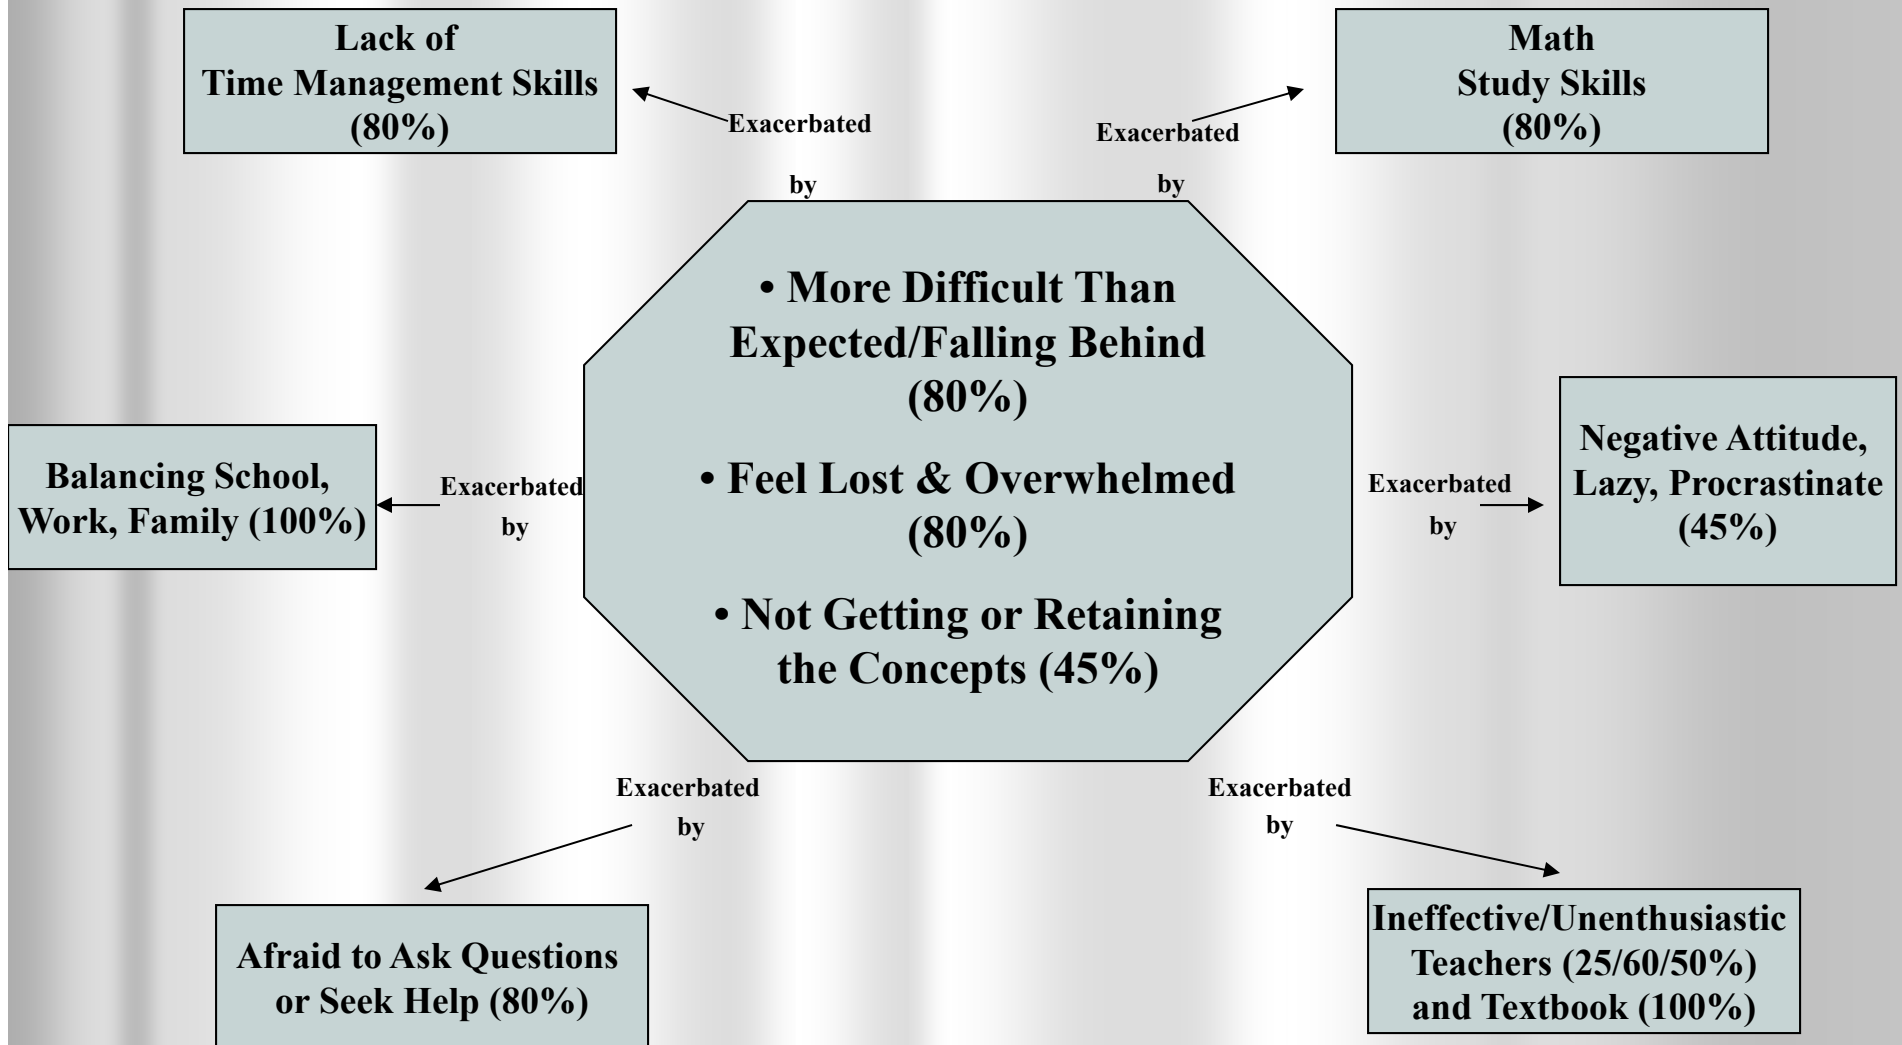 Lack of
Time Management Skills
(80%)
Math
Study Skills
(80%)
Exacerbated
by
Exacerbated
by
• More Difficult Than
Expected/Falling Behind
(80%)
• Feel Lost & Overwhelmed
(80%)
• Not Getting or Retaining
the Concepts (45%)
Balancing School,
Work, Family (100%)
Exacerbated
by
Exacerbated
by
Negative Attitude,
Lazy, Procrastinate
(45%)
Exacerbated
by
Exacerbated
by
Afraid to Ask Questions
or Seek Help (80%)
Ineffective/Unenthusiastic
Teachers (25/60/50%)
and Textbook (100%)